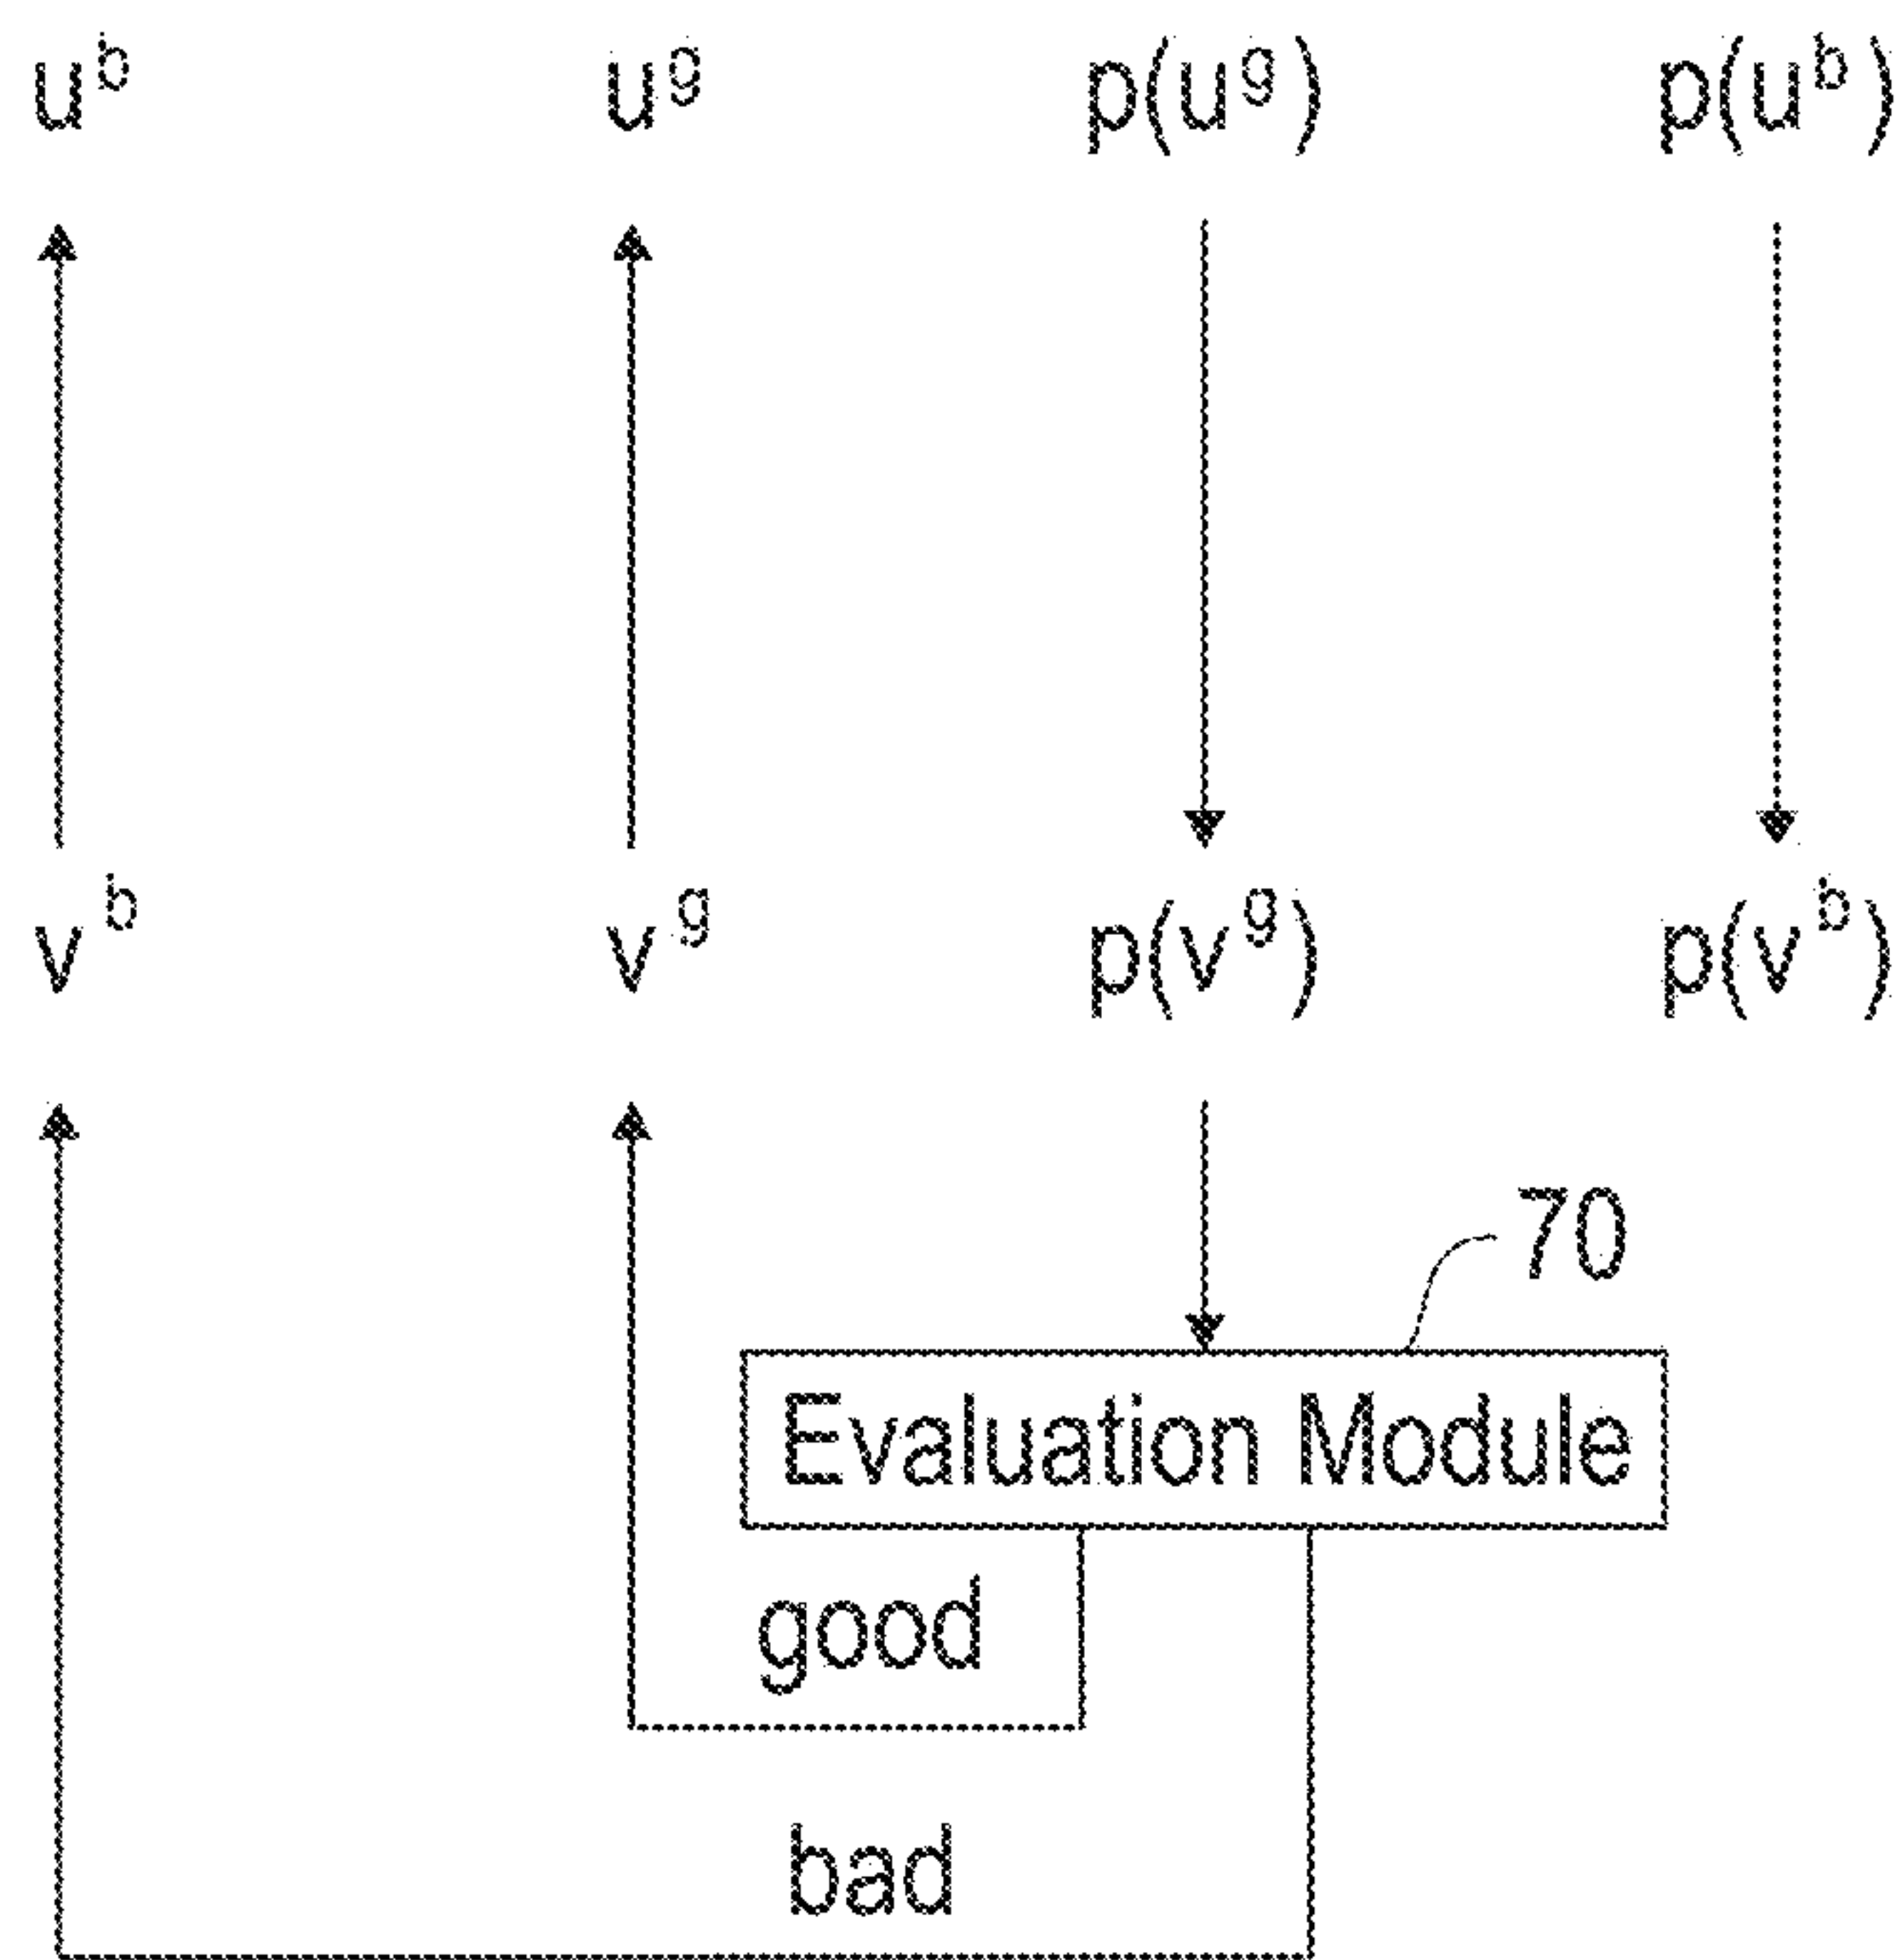 u^b u^g p(u^g) p(u^b)
v^b v^g p(v^g) p(v^b)
70
Evaluation Module
good
bad